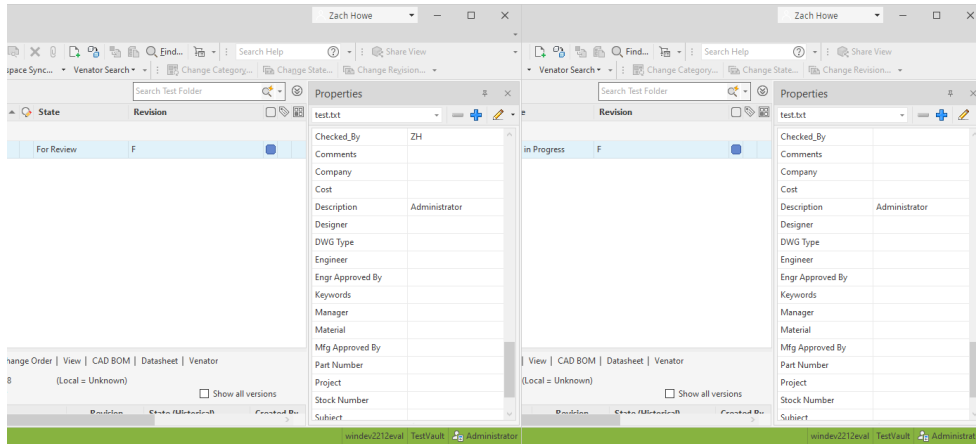 Zach Howe
Find...
Search Help
Share View
space Sync...
Venator Search
Change Category...
Change State...
Change Revision...
Search Test Folder
State
Revision
For Review
F
Properties
test.txt
Checked_By ZH
Comments
Company
Cost
Description Administrator
Designer
DWG Type
Engineer
Engr Approved By
Keywords
Manager
Material
Mfg Approved By
Part Number
Project
Stock Number
Subject
hange Order | View | CAD BOM | Datasheet | Venator
8 (Local = Unknown)
Show all versions
Revision State (Historical) Created By
windev2212eval TestVault Administrator
Zach Howe
Find...
Search Help
Share View
Venator Search
Change Category...
Change State...
Change Revision...
Search Test Folder
e
Revision
in Progress
F
Properties
test.txt
Checked_By
Comments
Company
Cost
Description Administrator
Designer
DWG Type
Engineer
Engr Approved By
Keywords
Manager
Material
Mfg Approved By
Part Number
Project
Stock Number
Subject
| View | CAD BOM | Datasheet | Venator
(Local = Unknown)
Show all versions
Revision State (Historical) Created By
windev2212eval TestVault Administrat